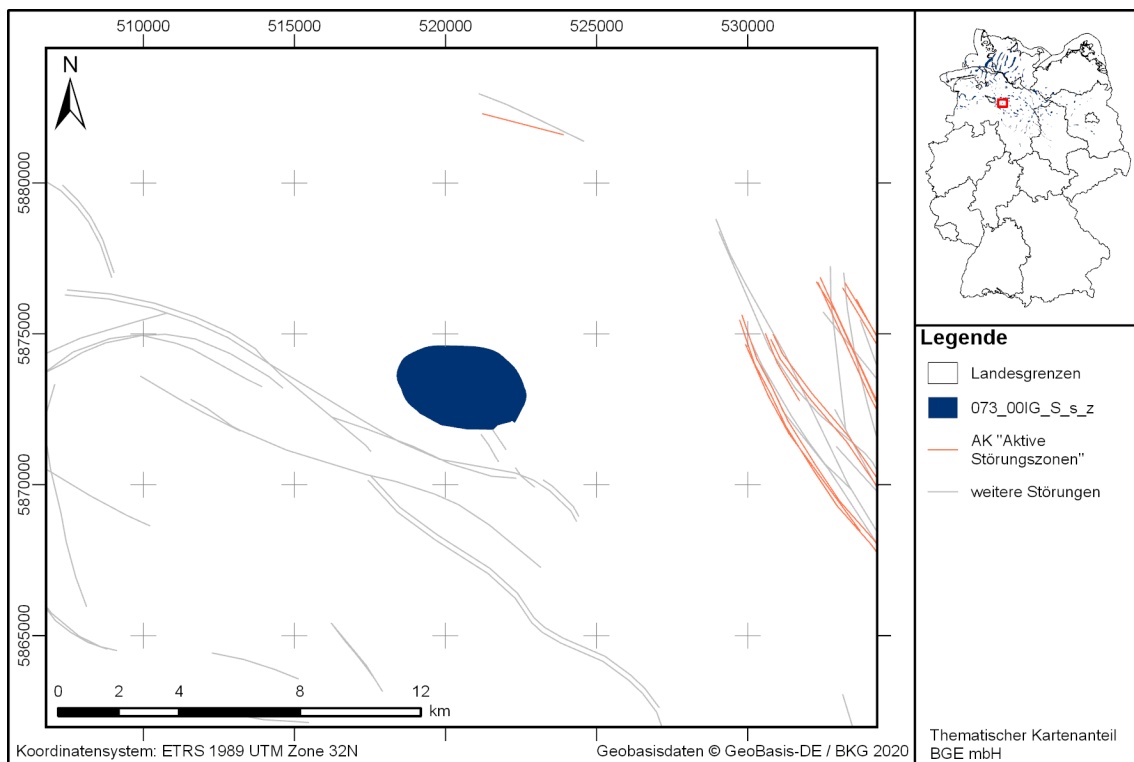 510000 515000 520000 525000 530000
N
5880000
5875000
5870000
5865000
0 2 4 8 12
km
Koordinatensystem: ETRS 1989 UTM Zone 32N
Geobasisdaten © GeoBasis-DE / BKG 2020
Legende
Landesgrenzen
073_00IG_S_s_z
AK "Aktive
Störungszonen"
weitere Störungen
Thematischer Kartenanteil
BGE mbH